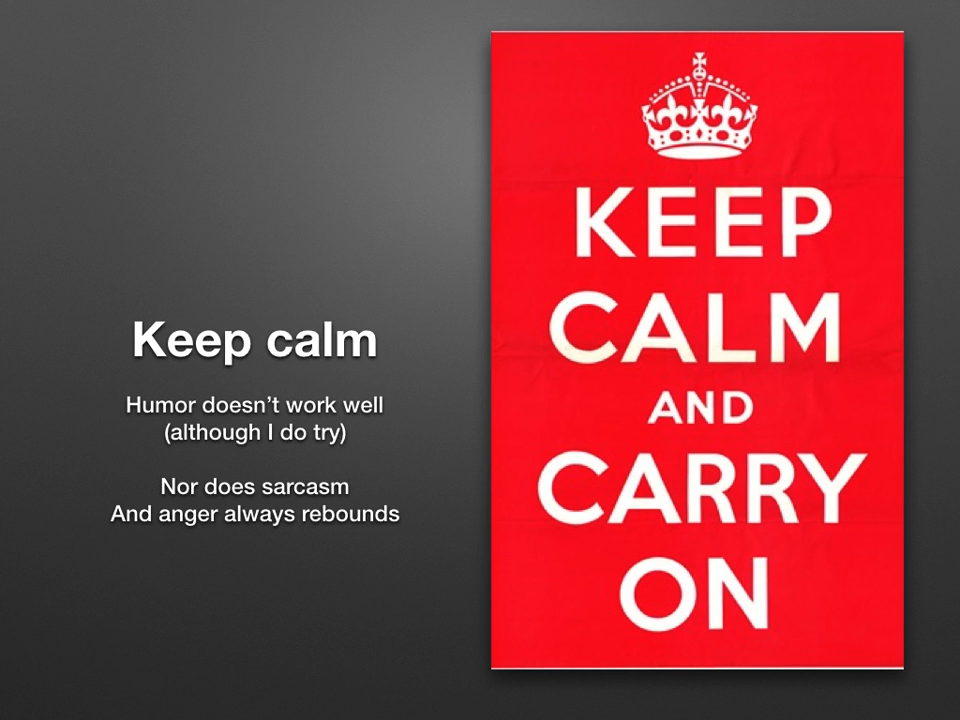 Keep calm
Humor doesn’t work well
(although I do try)
Nor does sarcasm
And anger always rebounds
KEEP
CALM
AND
CARRY
ON